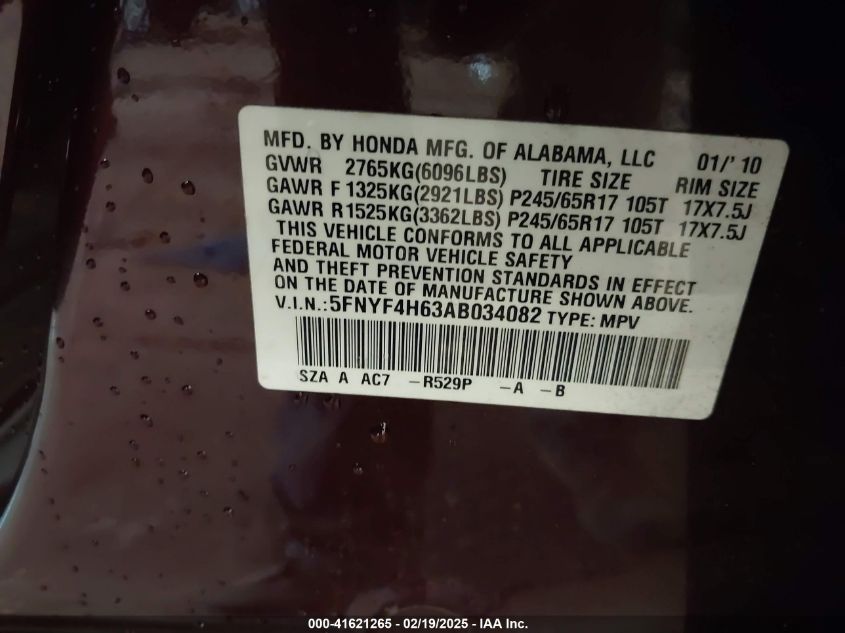 MFD. BY HONDA MFG. OF ALABAMA, LLC 01/' 10
GVWR 2765KG(6096LBS) TIRE SIZE RIM SIZE
GAWR F 1325KG(2921LBS) P245/65R17 105T 17X7.5J
GAWR R 1525KG(3362LBS) P245/65R17 105T 17X7.5J
THIS VEHICLE CONFORMS TO ALL APPLICABLE
FEDERAL MOTOR VEHICLE SAFETY
AND THEFT PREVENTION STANDARDS IN EFFECT
ON THE DATE OF MANUFACTURE SHOWN ABOVE.
V.I.N.:5FNYF4H63AB034082 TYPE: MPV
SZA A AC7 –R529P –A –B
000-41621265 - 02/19/2025 - IAA Inc.